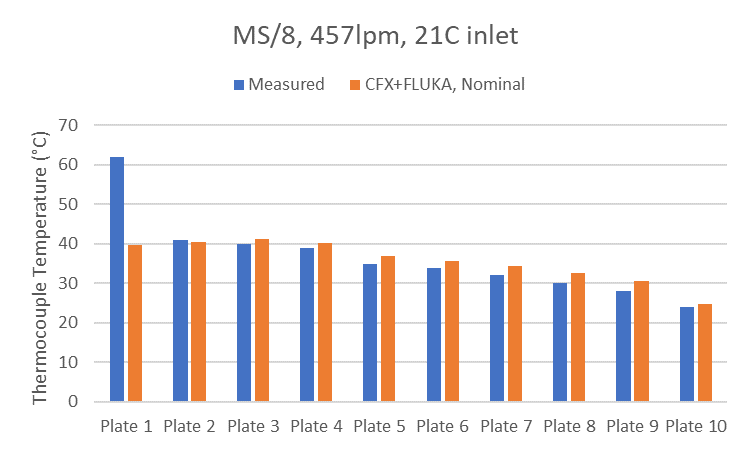 MS/8, 457lpm, 21C inlet
Measured
CFX+FLUKA, Nominal
Thermocouple Temperature (°C)
70
60
50
40
30
20
10
0
Plate 1 Plate 2 Plate 3 Plate 4 Plate 5 Plate 6 Plate 7 Plate 8 Plate 9 Plate 10